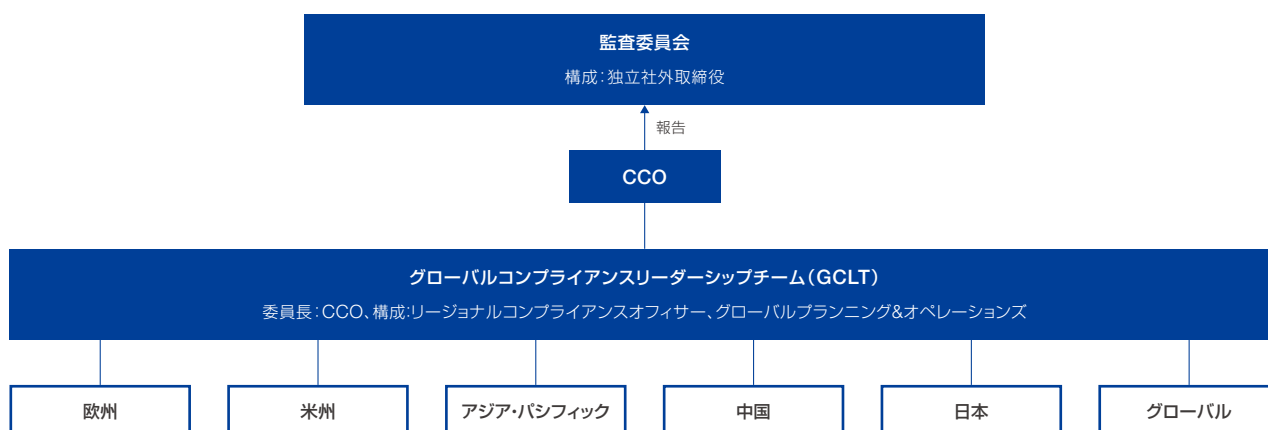 監査委員会
構成:独立社外取締役
報告
CCO
グローバルコンプライアンスリーダーシップチーム(GCLT)
委員長:CCO、構成:リージョナルコンプライアンスオフィサー、グローバルプランニング&オペレーションズ
欧州
米州
アジア・パシフィック
中国
日本
グローバル